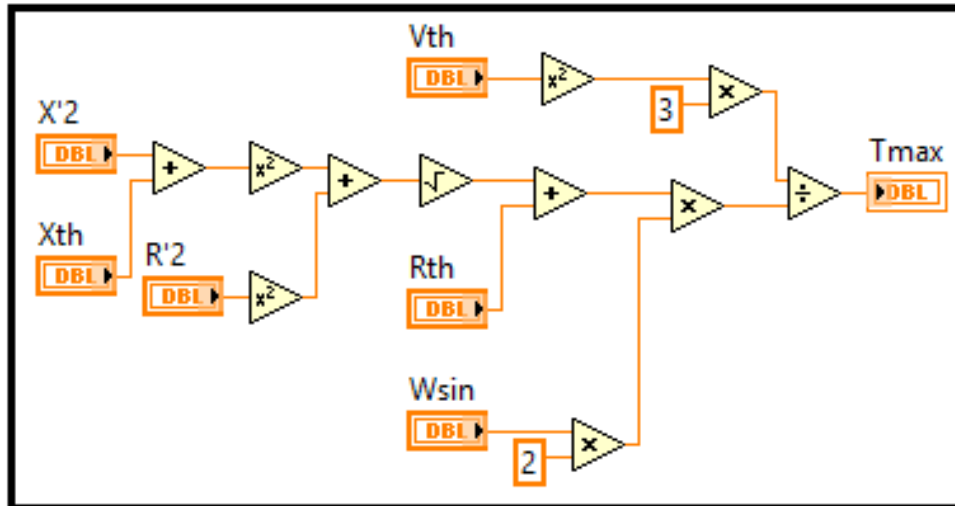 Vth
DBL
x²
×
3
X'2
DBL
+
x²
+
√
+
×
÷
Tmax
DBL
Xth
DBL
R'2
DBL
x²
Rth
DBL
Wsin
DBL
2
×